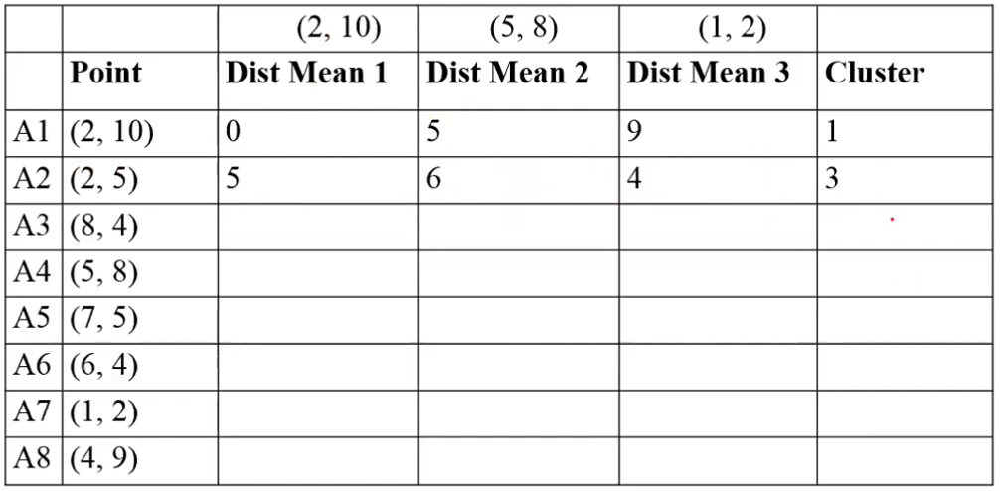 (2, 10) (5, 8) (1, 2)
Point Dist Mean 1 Dist Mean 2 Dist Mean 3 Cluster
A1 (2, 10) 0 5 9 1
A2 (2, 5) 5 6 4 3
A3 (8, 4)
A4 (5, 8)
A5 (7, 5)
A6 (6, 4)
A7 (1, 2)
A8 (4, 9)